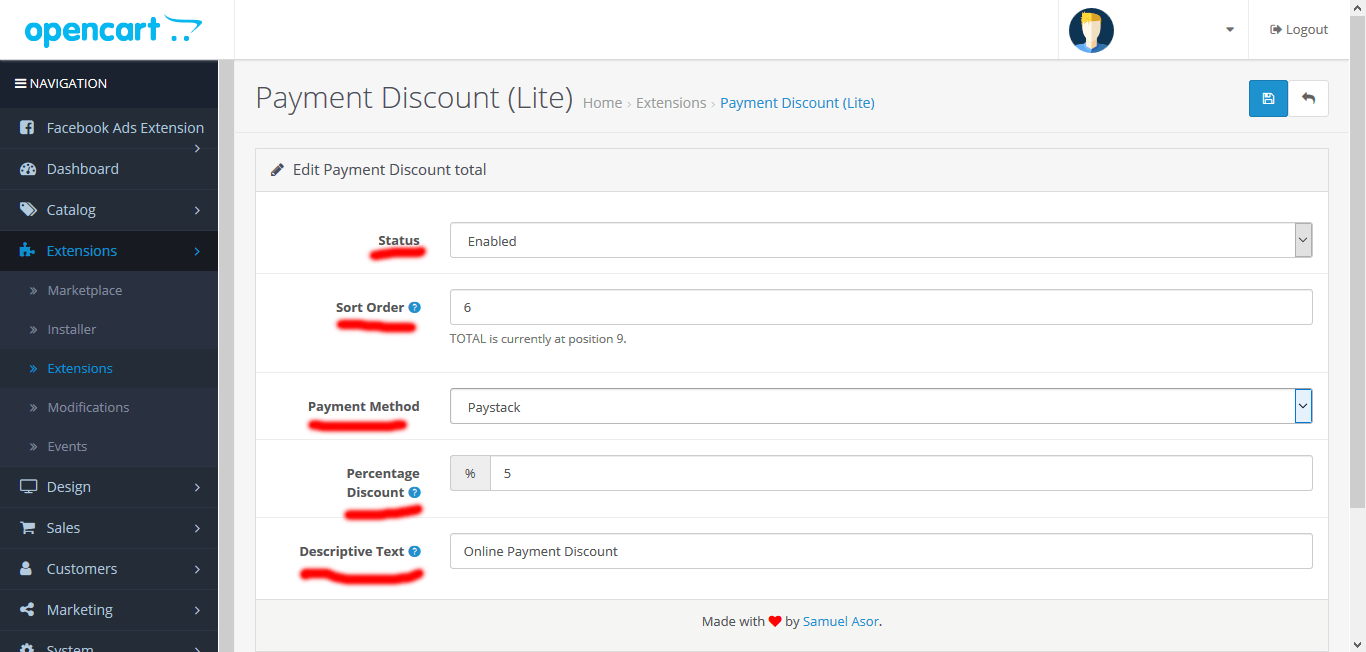 opencart
Logout
NAVIGATION
Facebook Ads Extension
Dashboard
Catalog
Extensions
Marketplace
Installer
Extensions
Modifications
Events
Design
Sales
Customers
Marketing
System
Payment Discount (Lite)
Home › Extensions › Payment Discount (Lite)
Edit Payment Discount total
Status
Enabled
Sort Order ?
6
TOTAL is currently at position 9.
Payment Method
Paystack
Percentage
Discount ?
% 5
Descriptive Text ?
Online Payment Discount
Made with ❤ by Samuel Asor.